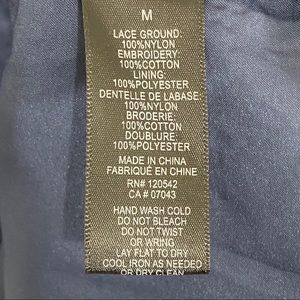 M
LACE GROUND:
100%NYLON
EMBROIDERY:
100%COTTON
LINING:
100%POLYESTER
DENTELLE DE LABASE:
100%NYLON
BRODERIE:
100%COTTON
DOUBLURE:
100%POLYESTER
MADE IN CHINA
FABRIQUÉ EN CHINE
RN# 120542
CA # 07043
HAND WASH COLD
DO NOT BLEACH
DO NOT TWIST
OR WRING
LAY FLAT TO DRY
COOL IRON AS NEEDED
OR DRY CLEAN